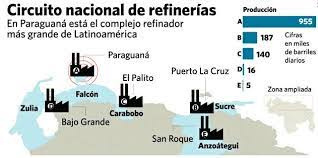 Circuito nacional de refinerías
En Paraguaná está el complejo refinador
más grande de Latinoamérica
Producción
A 955
B 187
C 140
D 16
E 5
Cifras en
miles de
barriles
diarios
Zona ampliada
Paraguaná
A
Falcón
Zulia
D
Bajo Grande
El Palito
C
Carabobo
Puerto La Cruz
B
Sucre
San Roque
E
Anzoátegui